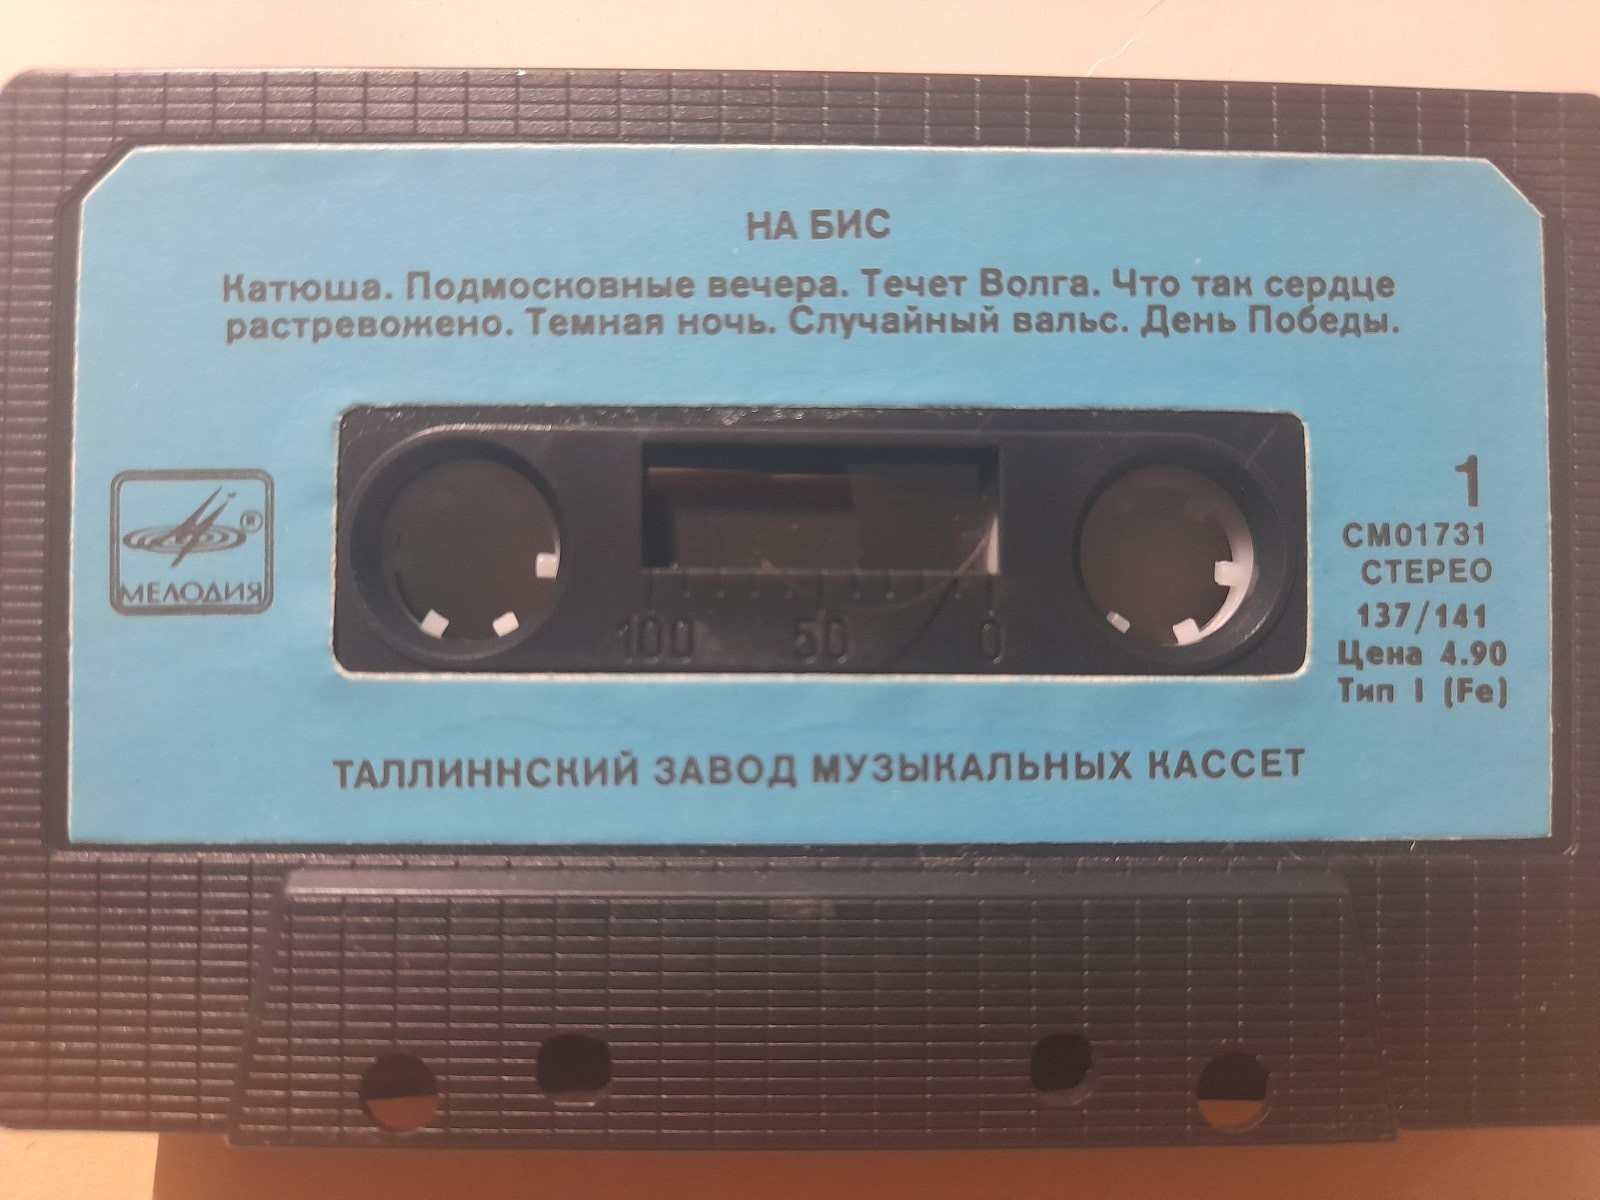 НА БИС
Катюша. Подмосковные вечера. Течет Волга. Что так сердце
растревожено. Темная ночь. Случайный вальс. День Победы.
1
СМ01731
СТЕРЕО
137/141
Цена 4.90
Тип I (Fe)
®
МЕЛОДИЯ
100 50 0
ТАЛЛИННСКИЙ ЗАВОД МУЗЫКАЛЬНЫХ КАССЕТ